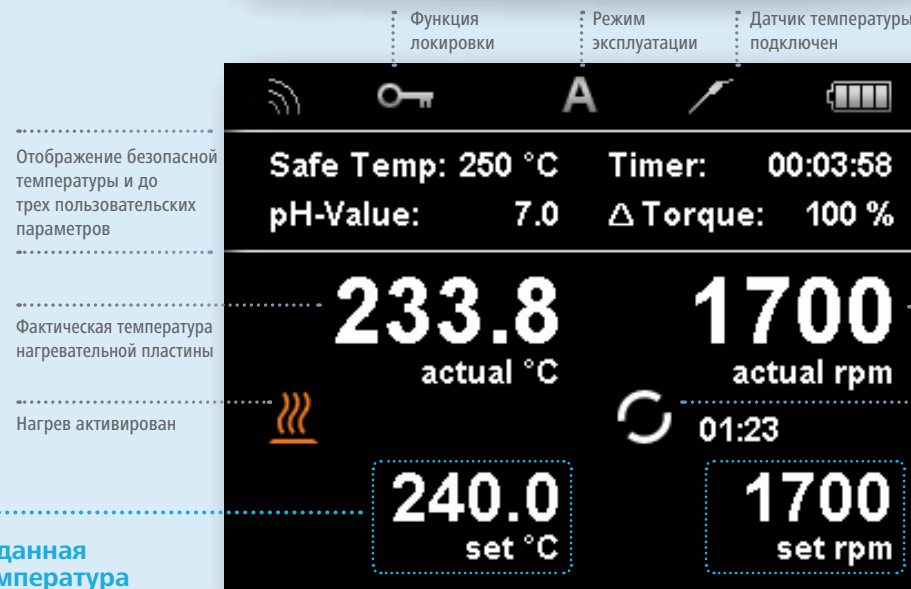 Функция
локировки
Режим
эксплуатации
Датчик температуры
подключен
A
Отображение безопасной
температуры и до
трех пользовательских
параметров
Safe Temp: 250 °C Timer: 00:03:58
pH-Value: 7.0 Δ Torque: 100 %
Фактическая температура
нагревательной пластины
233.8 1700
actual °C actual rpm
Нагрев активирован
01:23
240.0 1700
set °C set rpm
данная
мпература